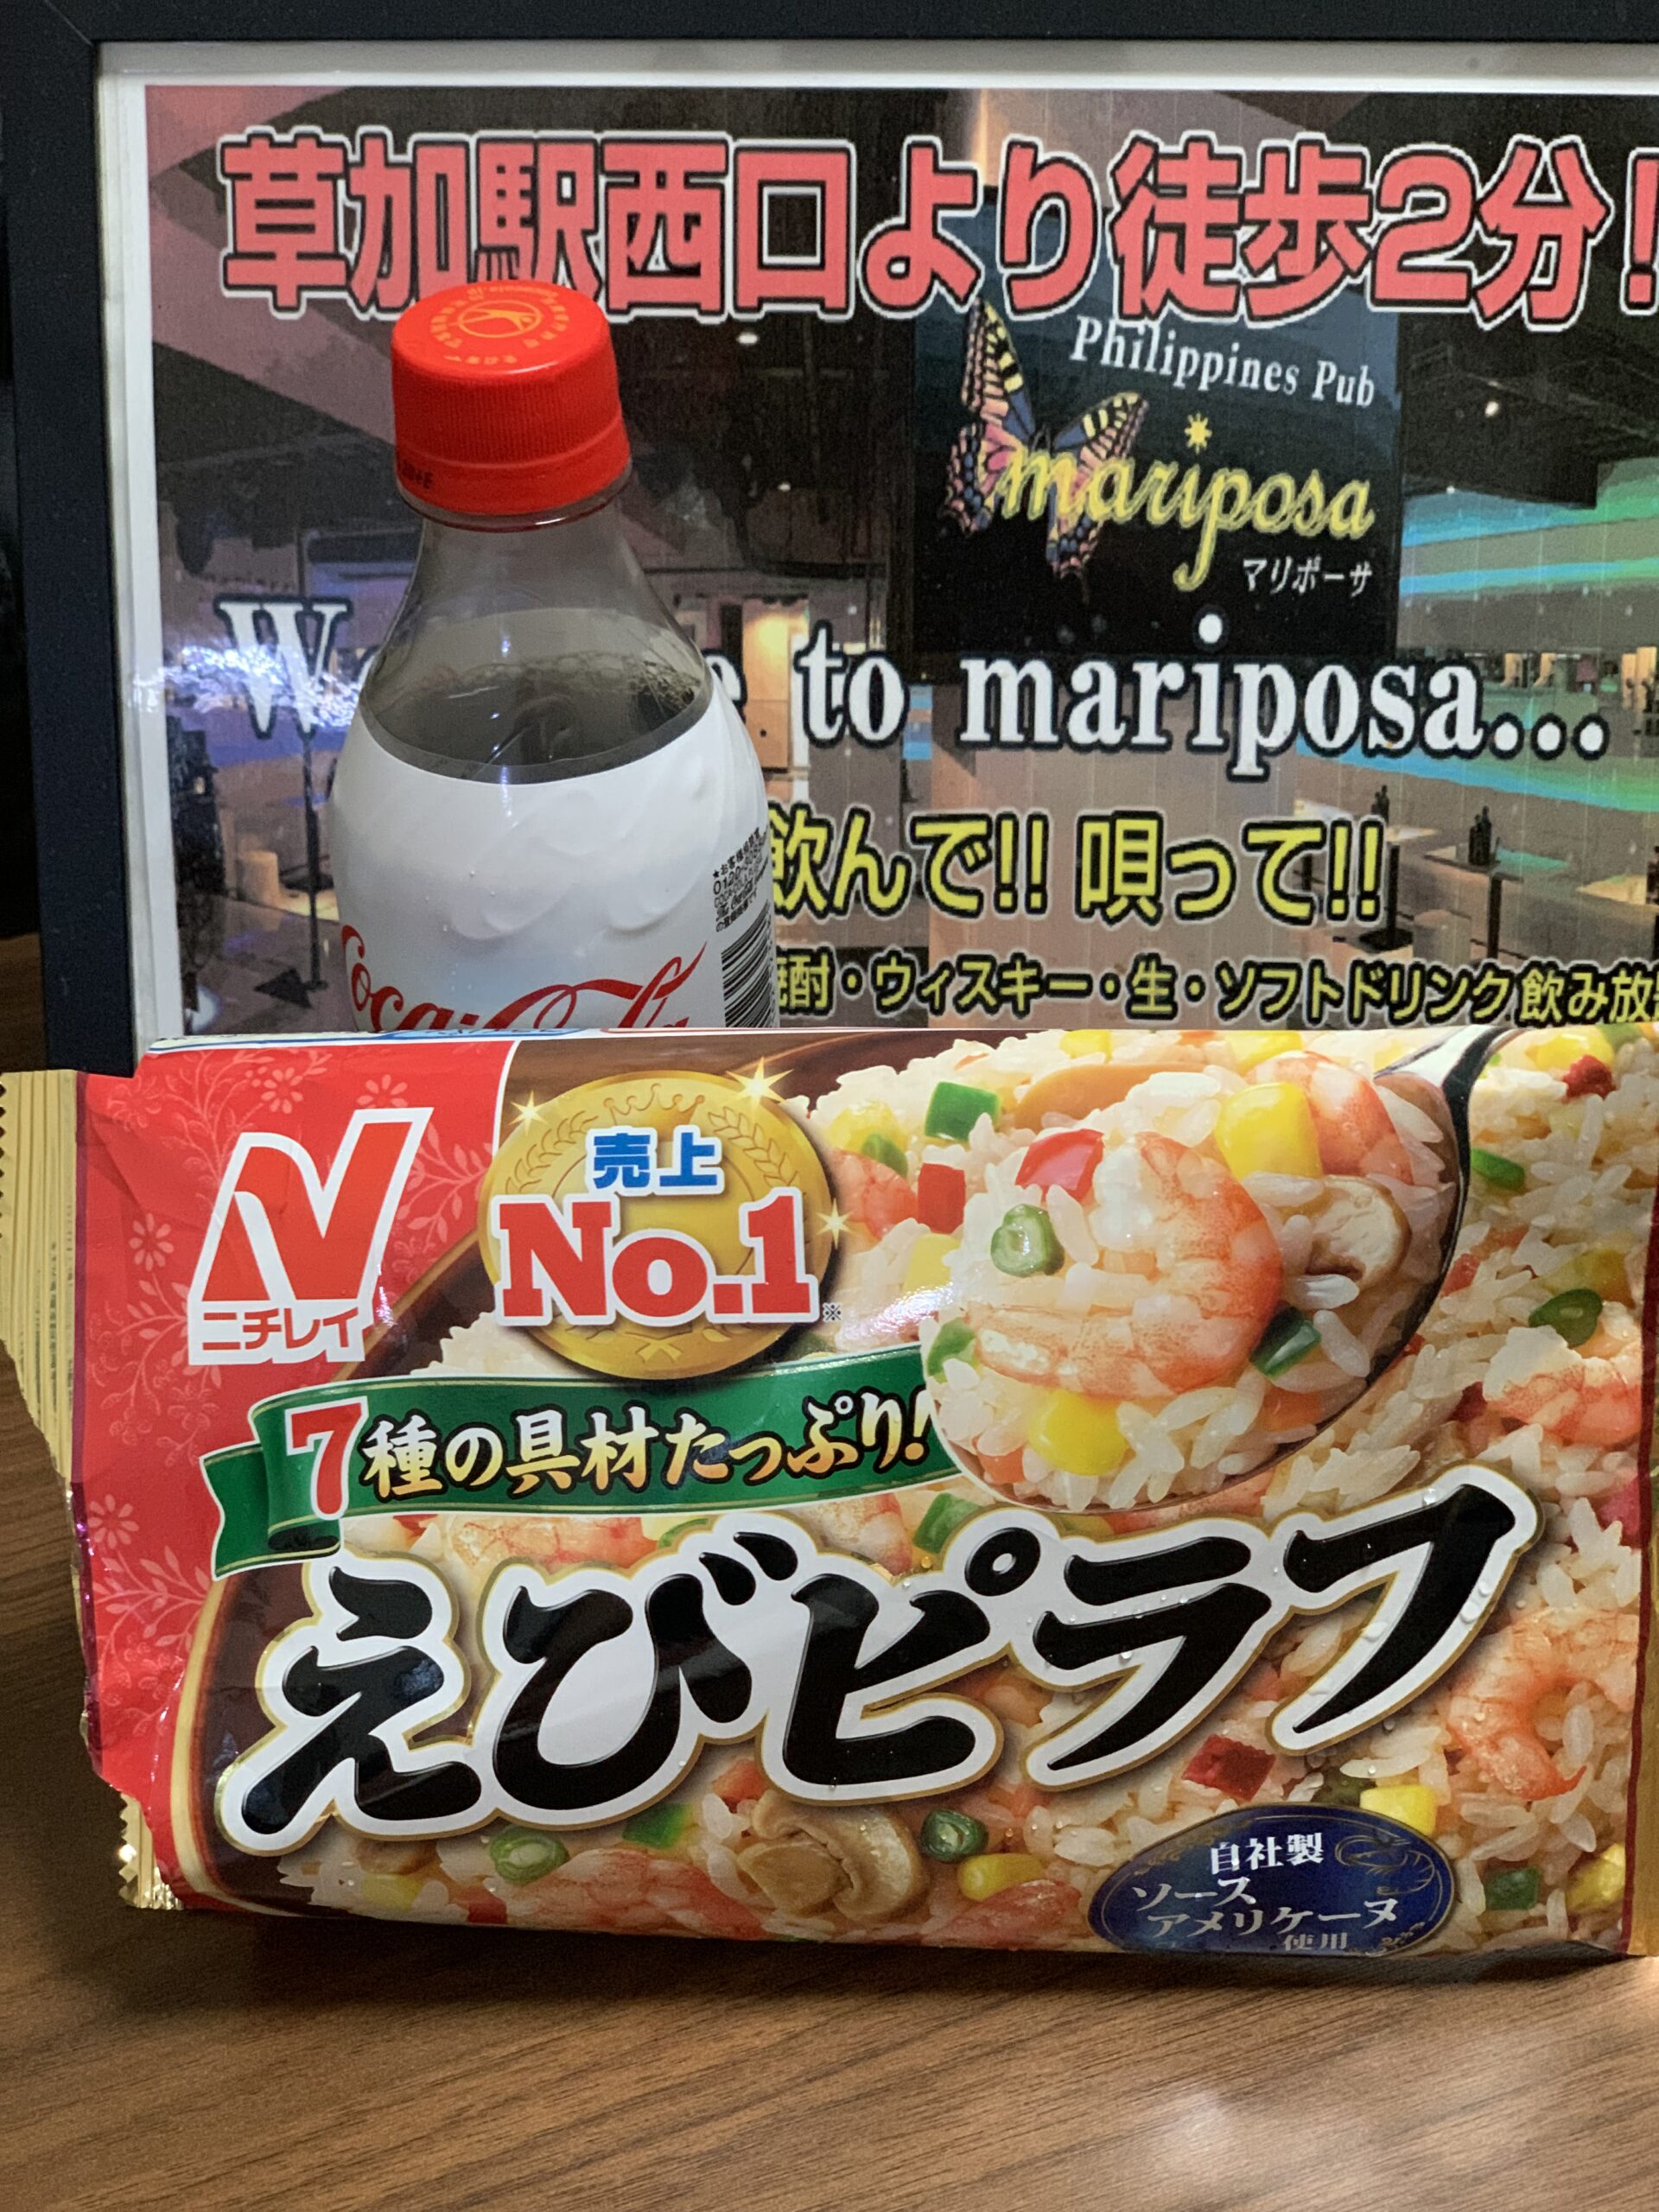 草加駅西口より徒歩2分!
Philippines Pub
mariposa
マリポーサ
to mariposa...
飲んで!! 唄って!!
・ウィスキー・生・ソフトドリンク飲み放
Coca-Cola
ニチレイ
売上
No.1
※
7種の具材たっぷり!
えびピラフ
自社製
ソース
アメリケーヌ
使用